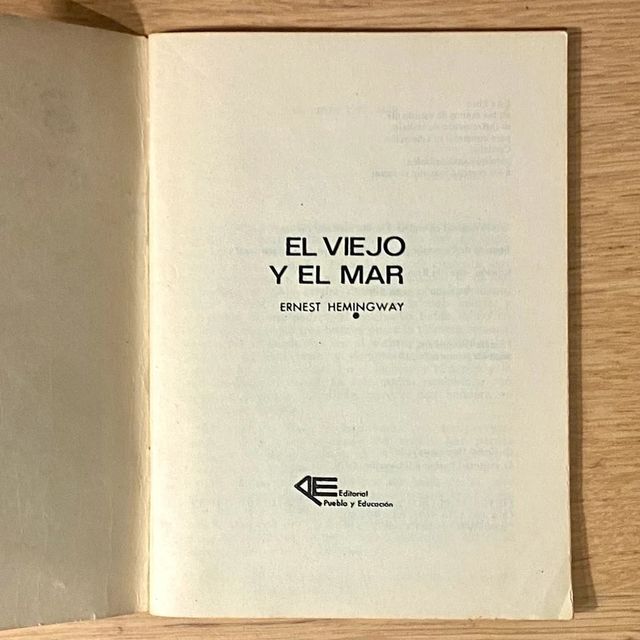 EL VIEJO
Y EL MAR
ERNEST HEMINGWAY
Editorial
Pueblo y Educación